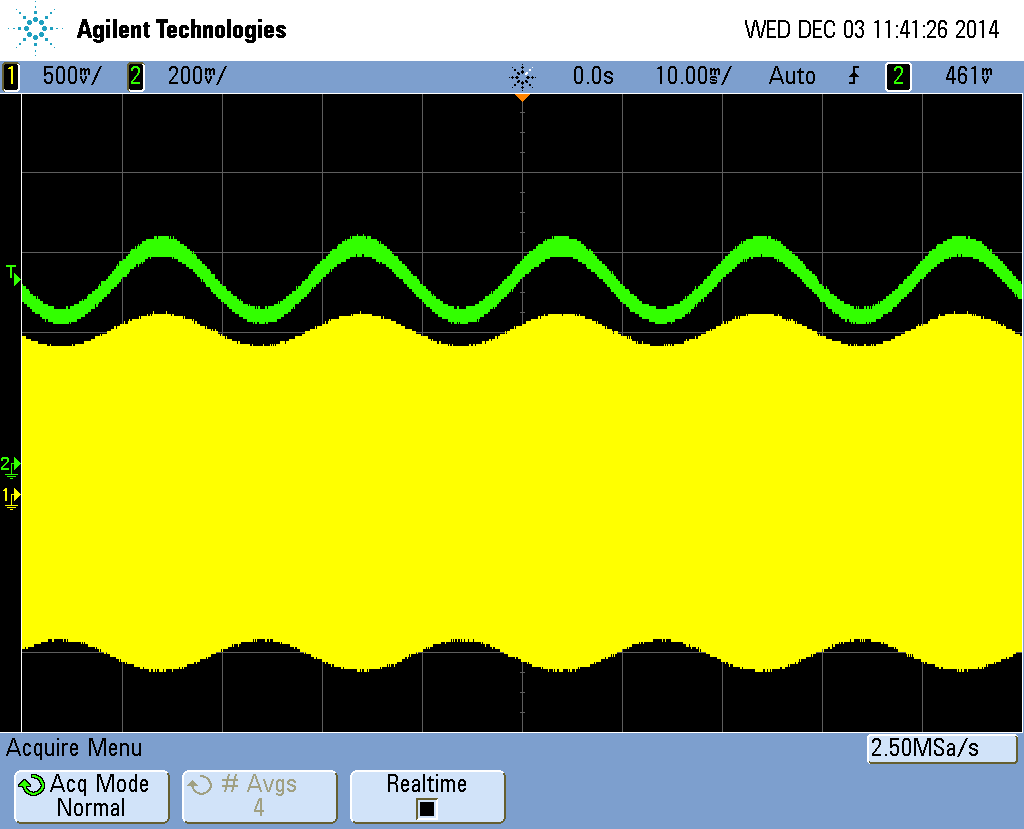 Agilent Technologies
WED DEC 03 11:41:26 2014
1 500mV/ 2 200mV/ 0.0s 10.00ms/ Auto 2 461mV
T
2
1
Acquire Menu
2.50MSa/s
Acq Mode
Normal
# Avgs
4
Realtime